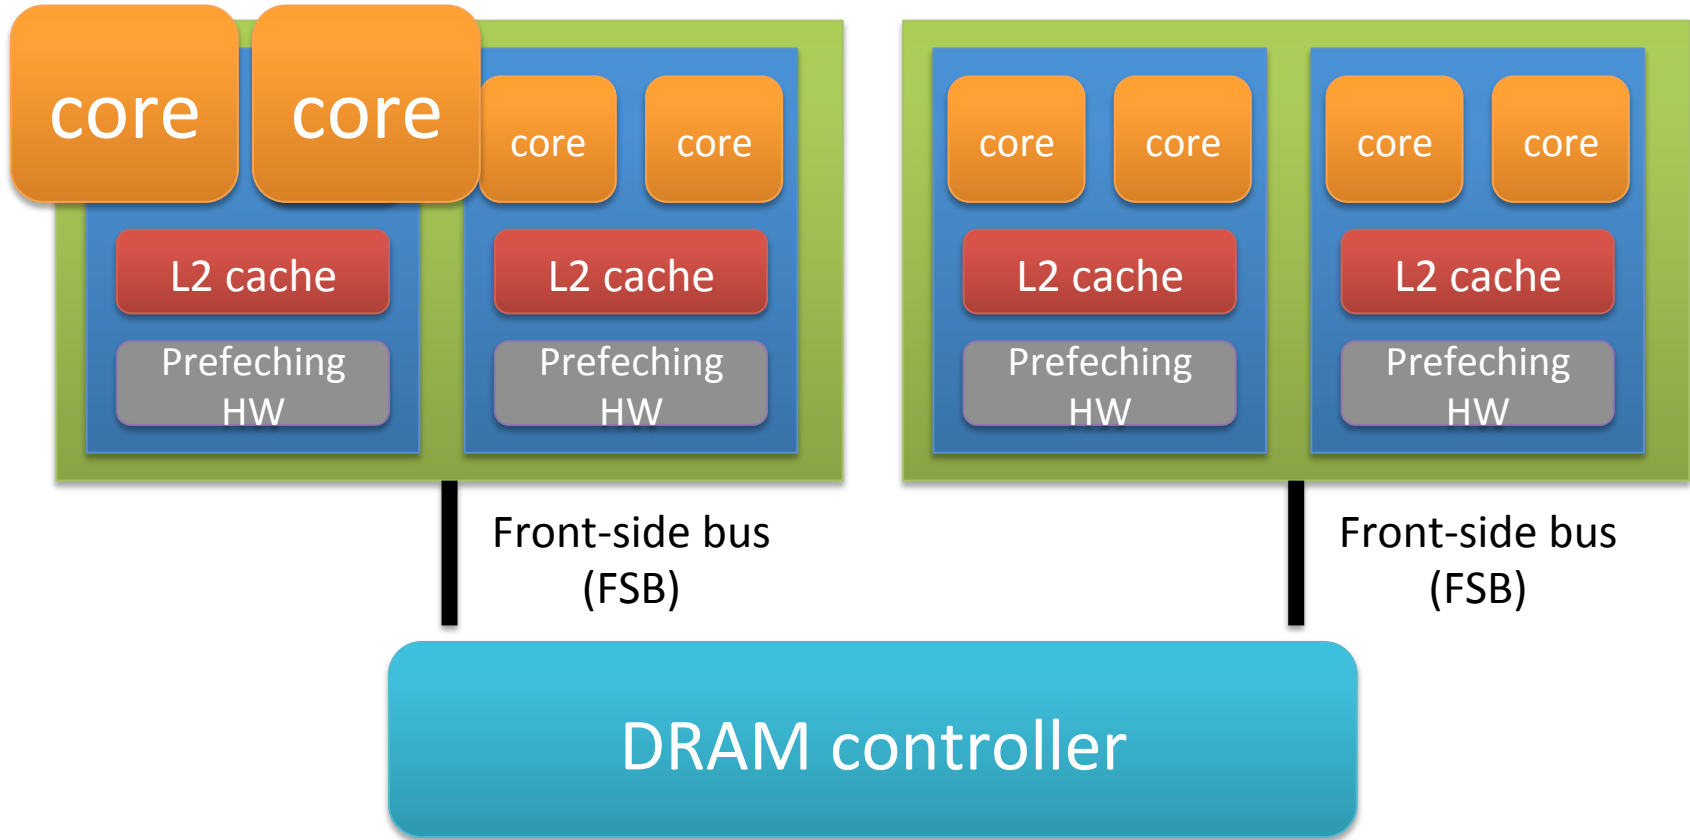 core
core
core
core
core
core
core
core
L2 cache
L2 cache
L2 cache
L2 cache
Prefeching
HW
Prefeching
HW
Prefeching
HW
Prefeching
HW
Front-side bus
(FSB)
Front-side bus
(FSB)
DRAM controller